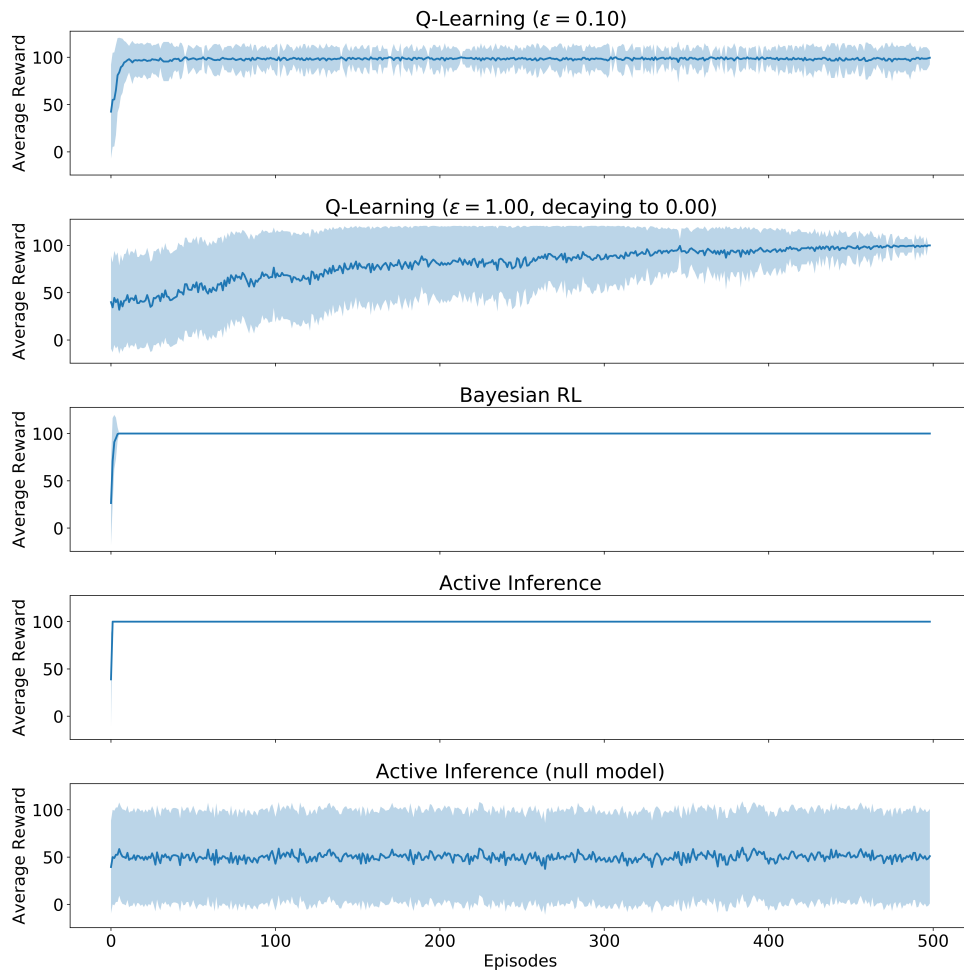 Q-Learning (ε = 0.10)
Average Reward
100
50
0
Q-Learning (ε = 1.00, decaying to 0.00)
Average Reward
100
50
0
Bayesian RL
Average Reward
100
50
0
Active Inference
Average Reward
100
50
0
Active Inference (null model)
Average Reward
100
50
0
0 100 200 300 400 500
Episodes